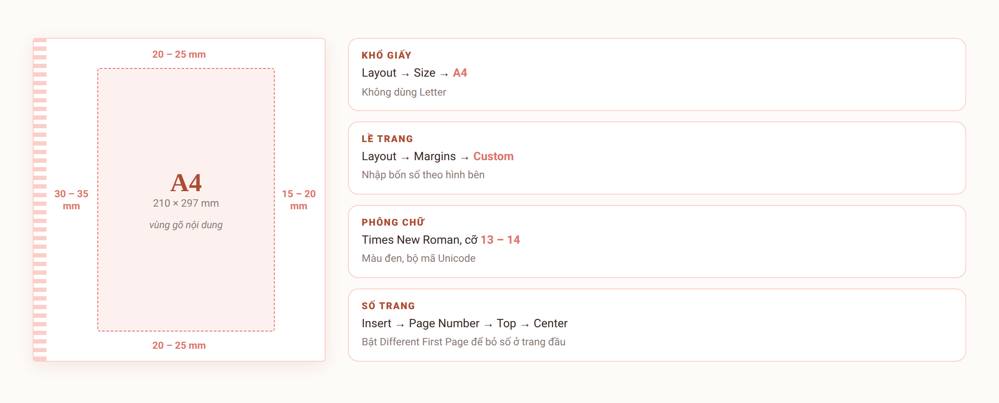 20 – 25 mm
30 – 35
mm
A4
210 × 297 mm
vùng gõ nội dung
15 – 20
mm
20 – 25 mm
KHỔ GIẤY
Layout → Size → A4
Không dùng Letter
LỀ TRANG
Layout → Margins → Custom
Nhập bốn số theo hình bên
PHÔNG CHỮ
Times New Roman, cỡ 13 – 14
Màu đen, bộ mã Unicode
SỐ TRANG
Insert → Page Number → Top → Center
Bật Different First Page để bỏ số ở trang đầu